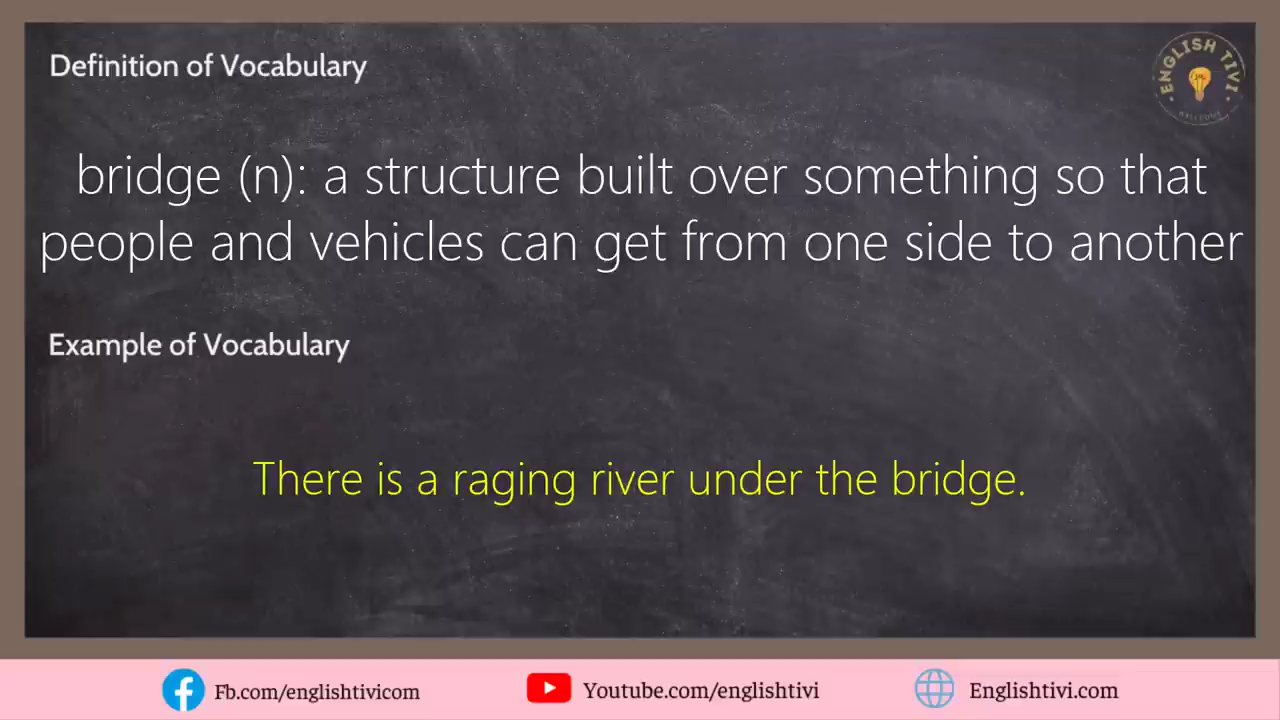 Definition of Vocabulary
ENGLISH TIVI
WELCOME
bridge (n): a structure built over something so that
people and vehicles can get from one side to another
Example of Vocabulary
There is a raging river under the bridge.
Fb.com/englishtivicom
Youtube.com/englishtivi
Englishtivi.com